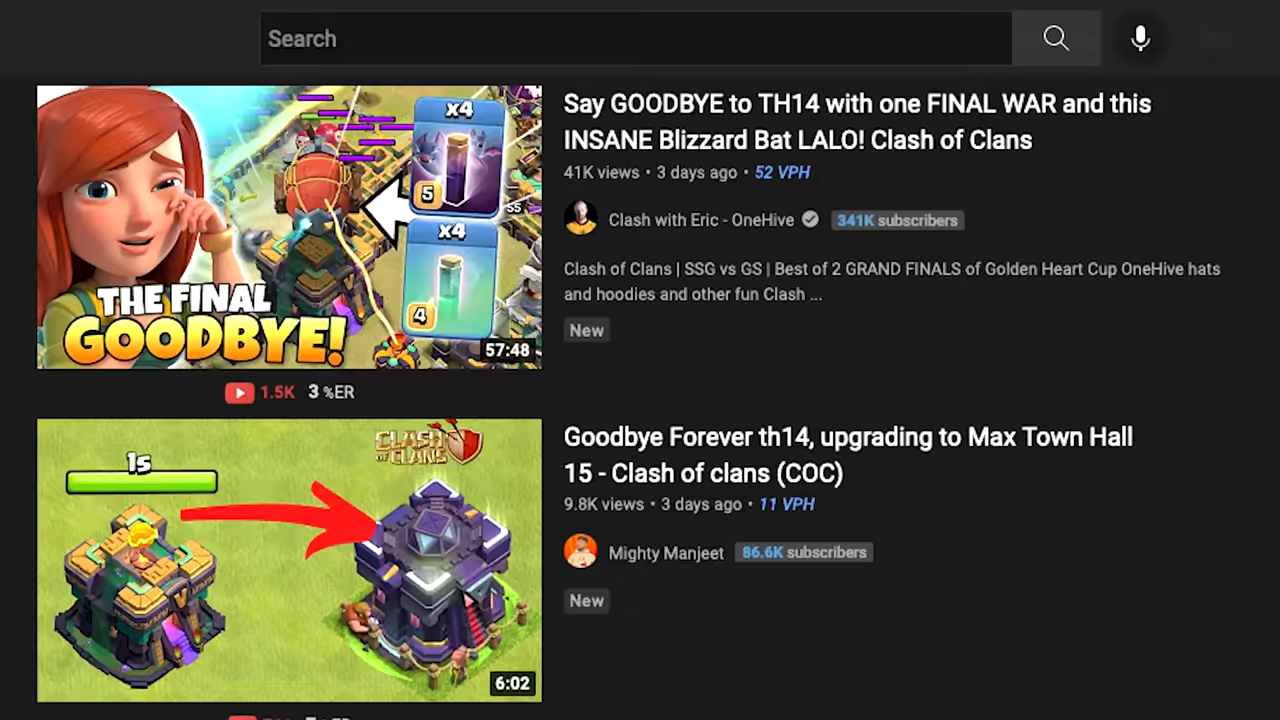 Search
x4
5
SS
x4
4
THE FINAL
GOODBYE!
57:48
1.5K 3 %ER
Say GOODBYE to TH14 with one FINAL WAR and this
INSANE Blizzard Bat LALO! Clash of Clans
41K views • 3 days ago • 52 VPH
Clash with Eric - OneHive 341K subscribers
Clash of Clans | SSG vs GS | Best of 2 GRAND FINALS of Golden Heart Cup OneHive hats
and hoodies and other fun Clash ...
New
CLASH
OF CLANS
1s
6:02
Goodbye Forever th14, upgrading to Max Town Hall
15 - Clash of clans (COC)
9.8K views • 3 days ago • 11 VPH
Mighty Manjeet 86.6K subscribers
New